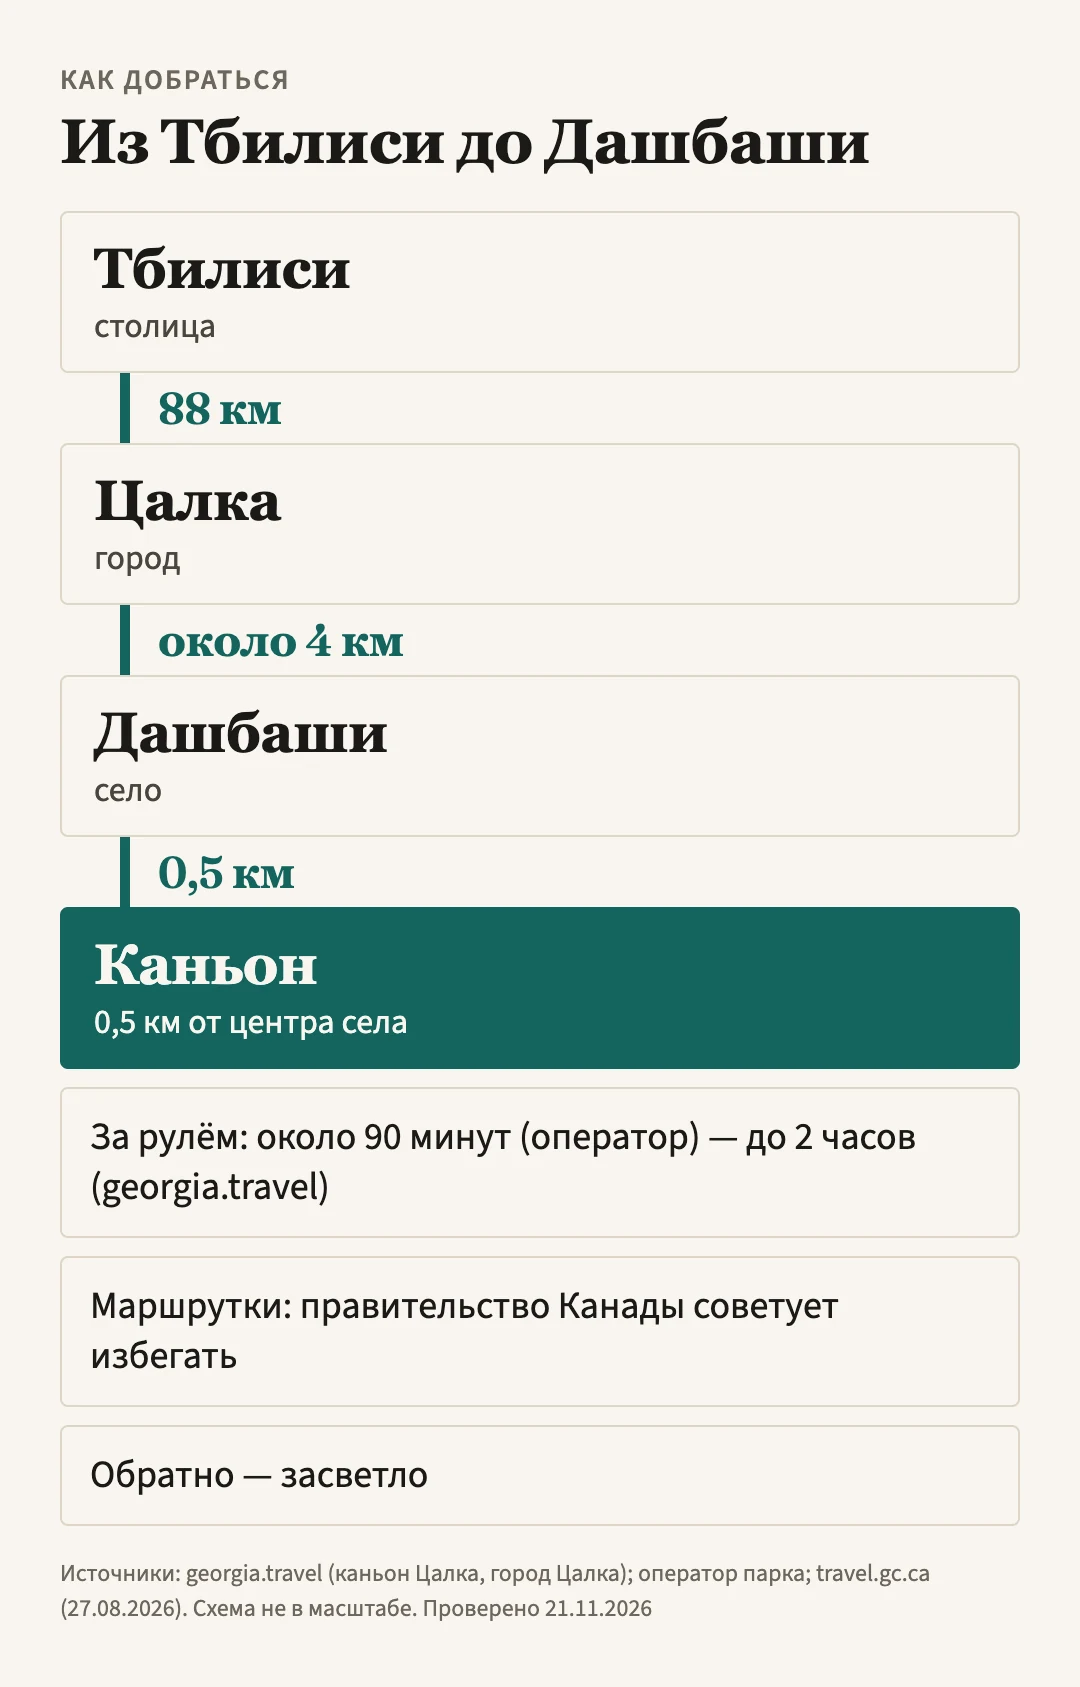 КАК ДОБРАТЬСЯ
Из Тбилиси до Дашбаши
Тбилиси
столица
88 км
Цалка
город
около 4 км
Дашбаши
село
0,5 км
Каньон
0,5 км от центра села
За рулём: около 90 минут (оператор) — до 2 часов
(georgia.travel)
Маршрутки: правительство Канады советует
избегать
Обратно — засветло
Источники: georgia.travel (каньон Цалка, город Цалка); оператор парка; travel.gc.ca
(27.08.2026). Схема не в масштабе. Проверено 21.11.2026